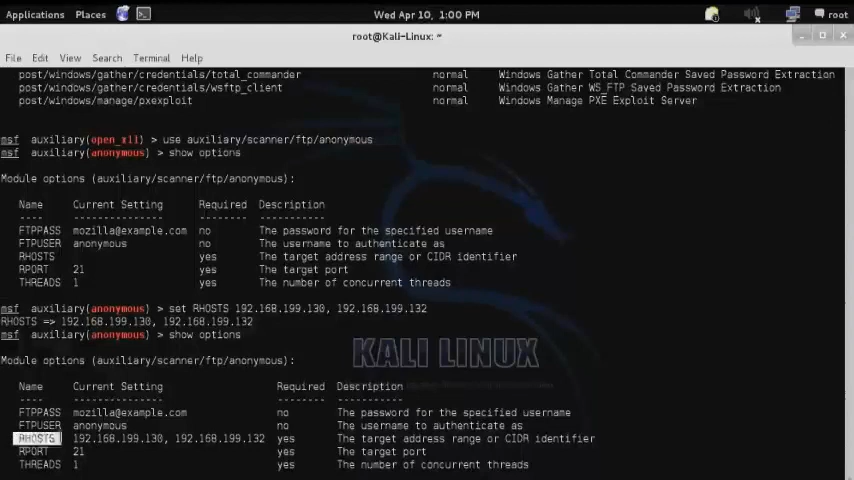 Applications Places Wed Apr 10, 1:00 PM root
root@Kali-Linux: ~
File Edit View Search Terminal Help
post/windows/gather/credentials/total_commander normal Windows Gather Total Commander Saved Password Extraction
post/windows/gather/credentials/wsftp_client normal Windows Gather WS_FTP Saved Password Extraction
post/windows/manage/pxexploit normal Windows Manage PXE Exploit Server
msf auxiliary(open_x11) > use auxiliary/scanner/ftp/anonymous
msf auxiliary(anonymous) > show options
Module options (auxiliary/scanner/ftp/anonymous):
Name Current Setting Required Description
---- --------------- -------- -----------
FTPPASS mozilla@example.com no The password for the specified username
FTPUSER anonymous no The username to authenticate as
RHOSTS yes The target address range or CIDR identifier
RPORT 21 yes The target port
THREADS 1 yes The number of concurrent threads
msf auxiliary(anonymous) > set RHOSTS 192.168.199.130, 192.168.199.132
RHOSTS => 192.168.199.130, 192.168.199.132
msf auxiliary(anonymous) > show options
KALI LINUX
Module options (auxiliary/scanner/ftp/anonymous):
Name Current Setting Required Description
---- --------------- -------- -----------
FTPPASS mozilla@example.com no The password for the specified username
FTPUSER anonymous no The username to authenticate as
RHOSTS 192.168.199.130, 192.168.199.132 yes The target address range or CIDR identifier
RPORT 21 yes The target port
THREADS 1 yes The number of concurrent threads